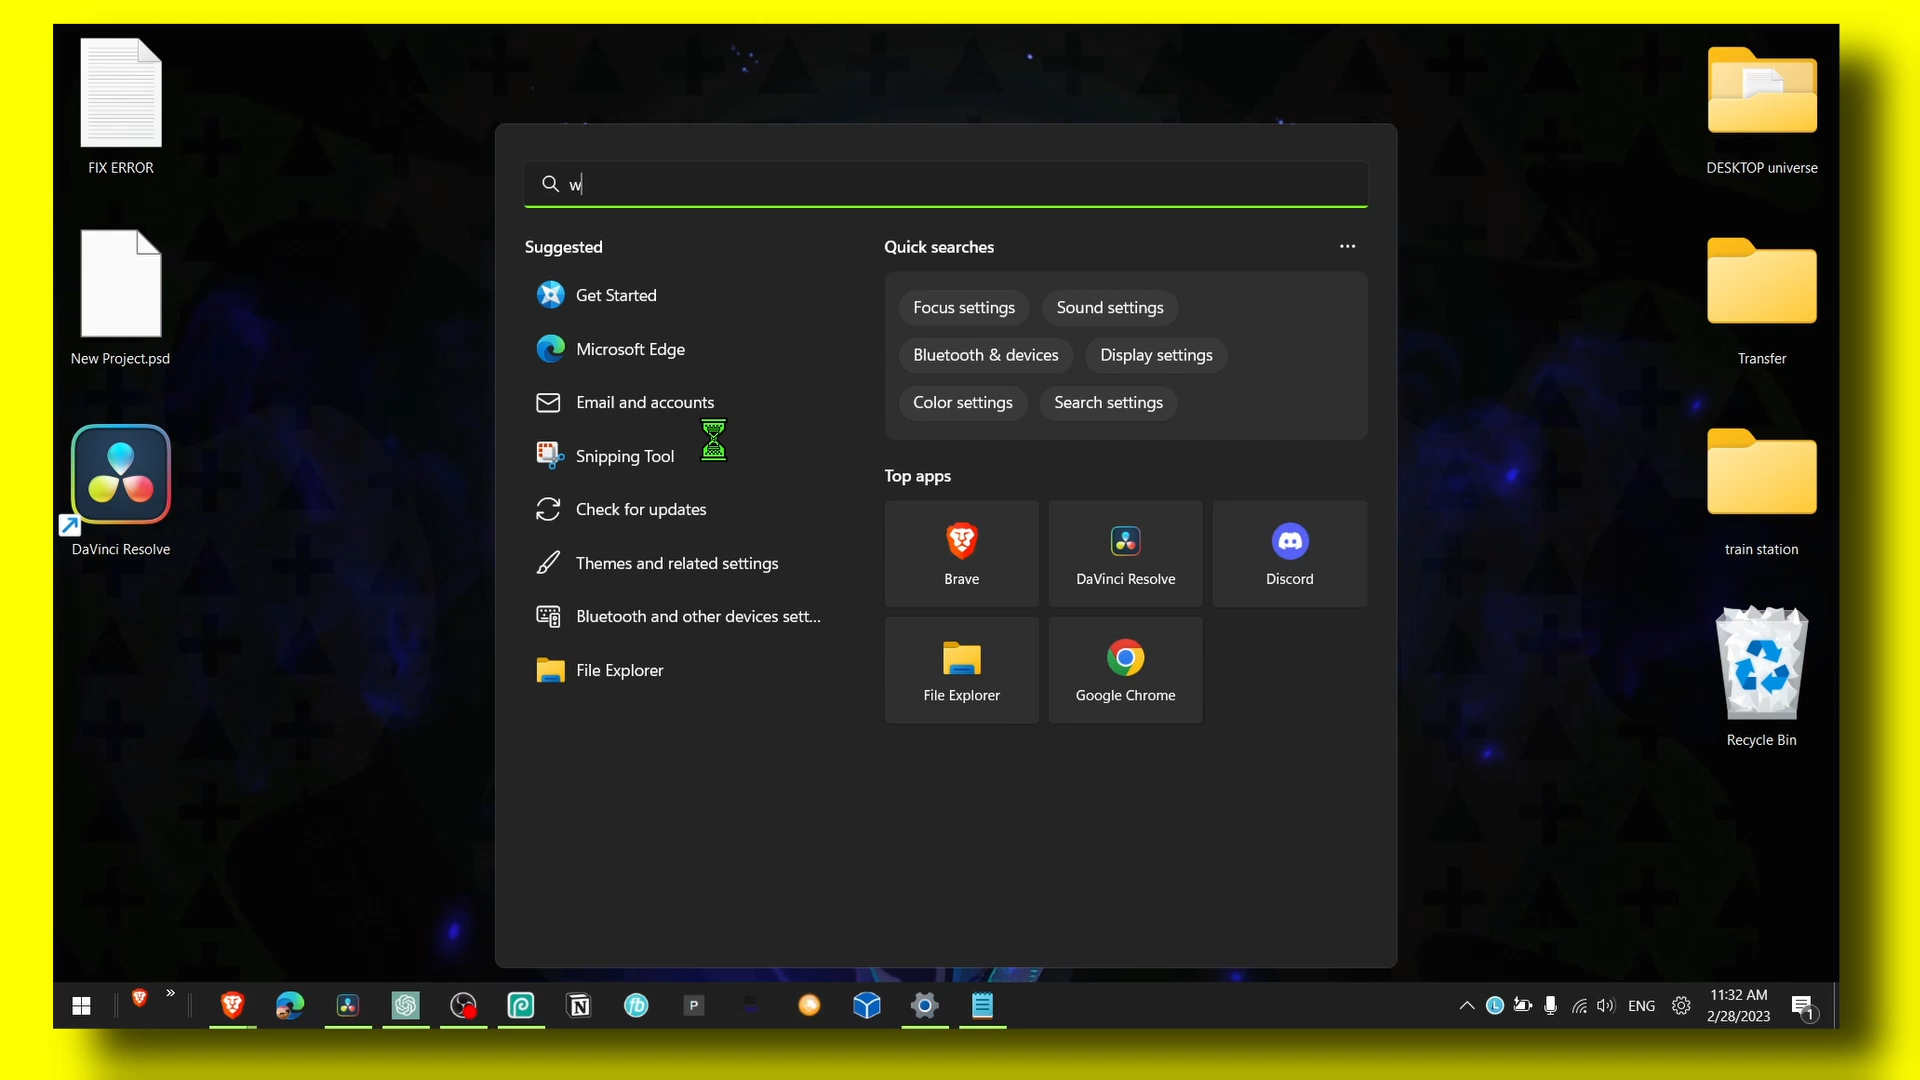 FIX ERROR
New Project.psd
DaVinci Resolve
w
Suggested
Get Started
Microsoft Edge
Email and accounts
Snipping Tool
Check for updates
Themes and related settings
Bluetooth and other devices sett...
File Explorer
Quick searches
...
Focus settings
Sound settings
Bluetooth & devices
Display settings
Color settings
Search settings
Top apps
Brave
DaVinci Resolve
Discord
File Explorer
Google Chrome
DESKTOP universe
Transfer
train station
Recycle Bin
P
L
ENG
11:32 AM
2/28/2023
1